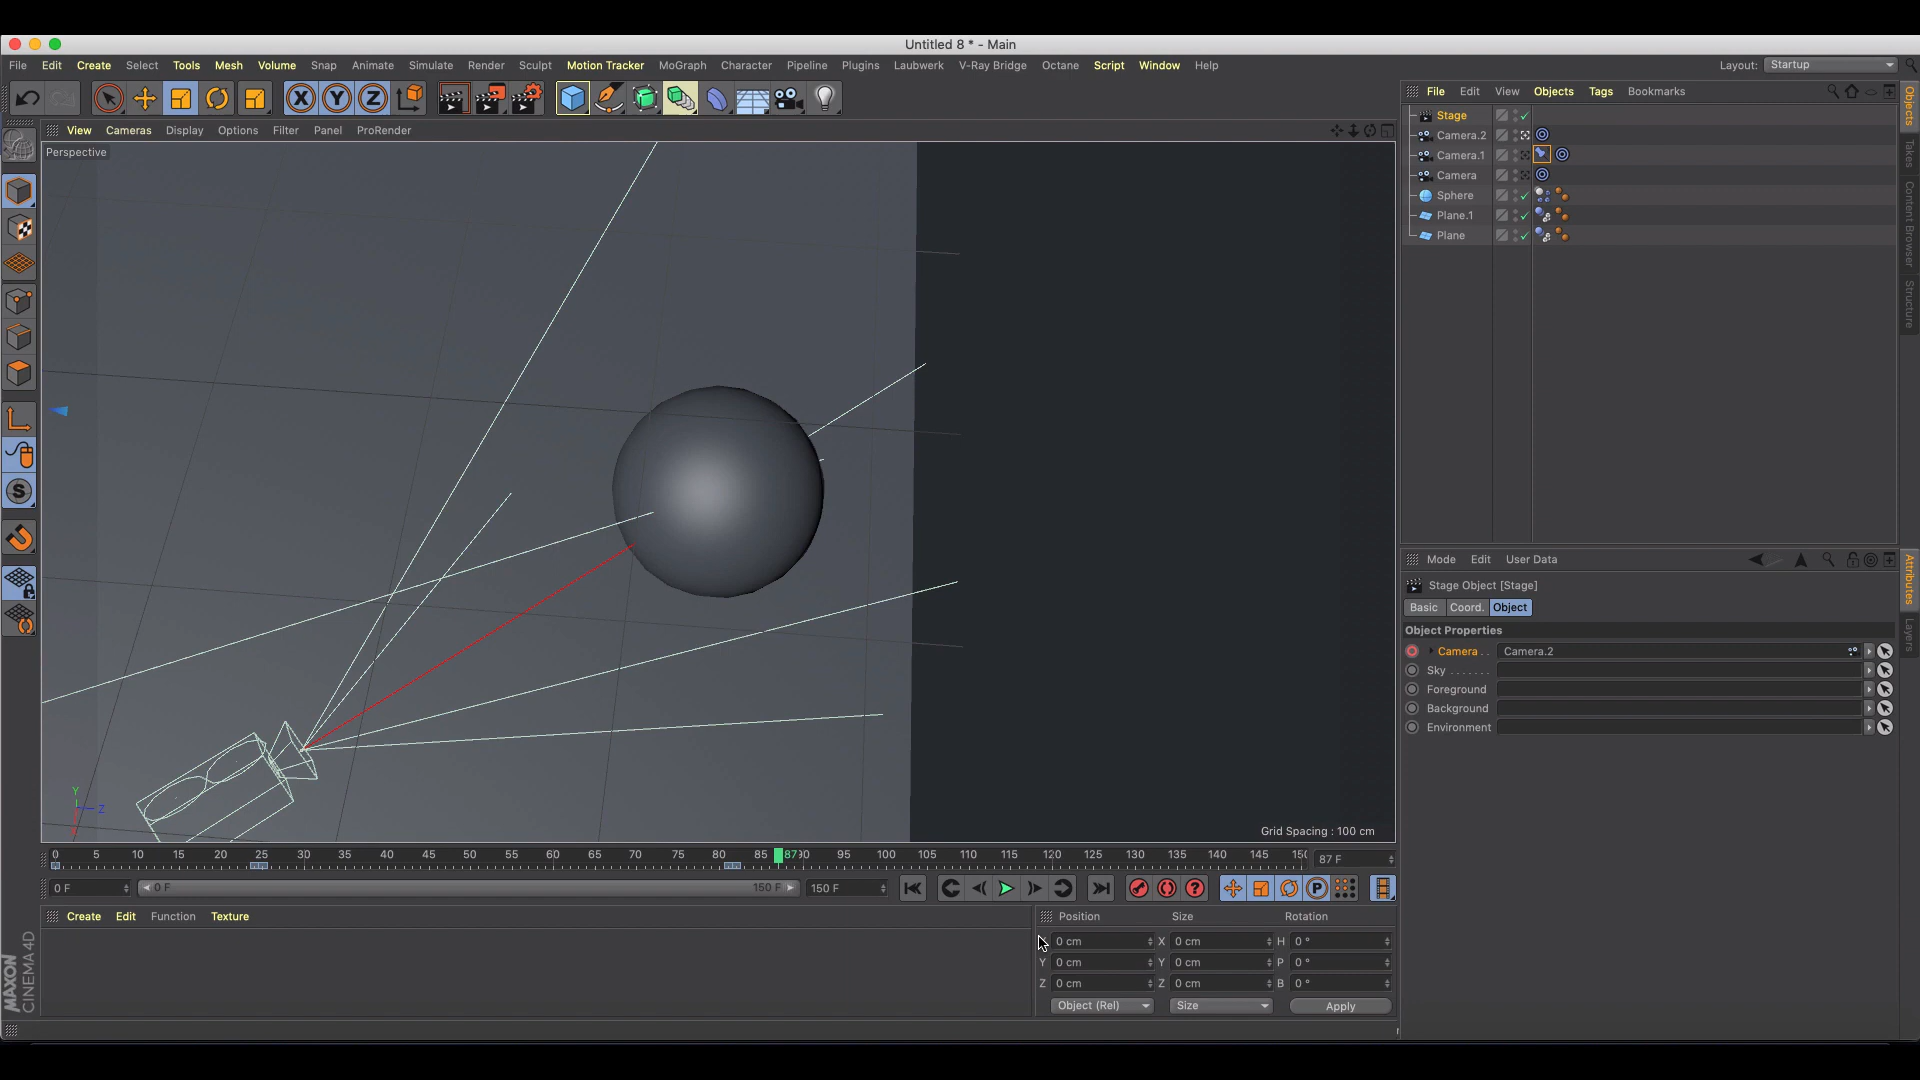 Untitled 8 * - Main
File Edit Create Select Tools Mesh Volume Snap Animate Simulate Render Sculpt Motion Tracker MoGraph Character Pipeline Plugins Laubwerk V-Ray Bridge Octane Script Window Help
Layout: Startup
X Y Z
View Cameras Display Options Filter Panel ProRender
Perspective
File Edit View Objects Tags Bookmarks
Stage
Camera.2
Camera.1
Camera
Sphere
Plane.1
Plane
Objects
Takes
Content Browser
Structure
Mode Edit User Data
Stage Object [Stage]
Basic Coord. Object
Object Properties
Camera . . Camera.2
Sky . . . . . . .
Foreground
Background
Environment
Attributes
Layers
S
Y
Z
Grid Spacing : 100 cm
0 5 10 15 20 25 30 35 40 45 50 55 60 65 70 75 80 85 87 90 95 100 105 110 115 120 125 130 135 140 145 150
87 F
0 F 0 F 150 F 150 F
P
Create Edit Function Texture
Position Size Rotation
0 cm X 0 cm H 0 °
Y 0 cm Y 0 cm P 0 °
Z 0 cm Z 0 cm B 0 °
Object (Rel) Size Apply
MAXON
CINEMA 4D